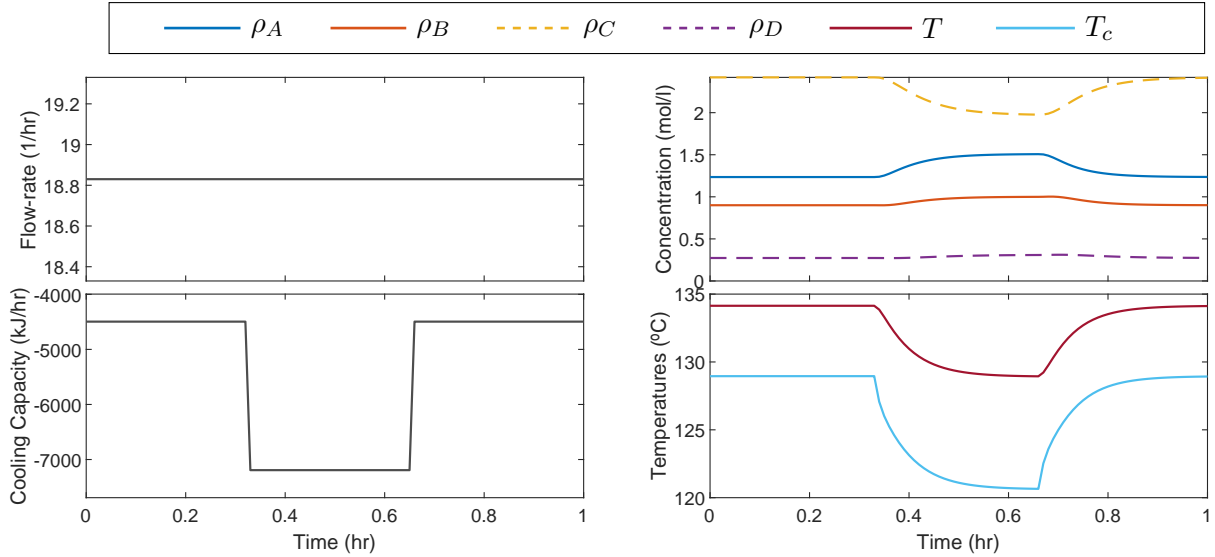 ρA ρB ρC ρD T Tc
19.2
19
18.8
18.6
18.4
Flow-rate (1/hr)
2
1.5
1
0.5
0
Concentration (mol/l)
-4000
-5000
-6000
-7000
Cooling Capacity (kJ/hr)
0 0.2 0.4 0.6 0.8 1
Time (hr)
135
130
125
120
Temperatures (ºC)
0 0.2 0.4 0.6 0.8 1
Time (hr)